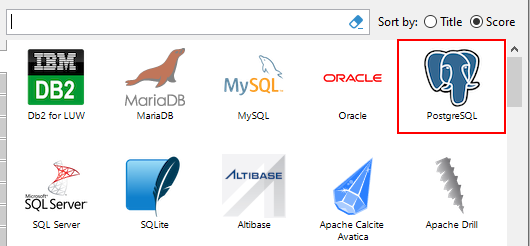 Sort by: Title Score
IBM
DB2
MariaDB
MySQL
ORACLE
Db2 for LUW
MariaDB
MySQL
Oracle
PostgreSQL
Microsoft
SQL Server
SQLite
ALTIBASE
SQL Server
SQLite
Altibase
Apache Calcite
Avatica
Apache Drill